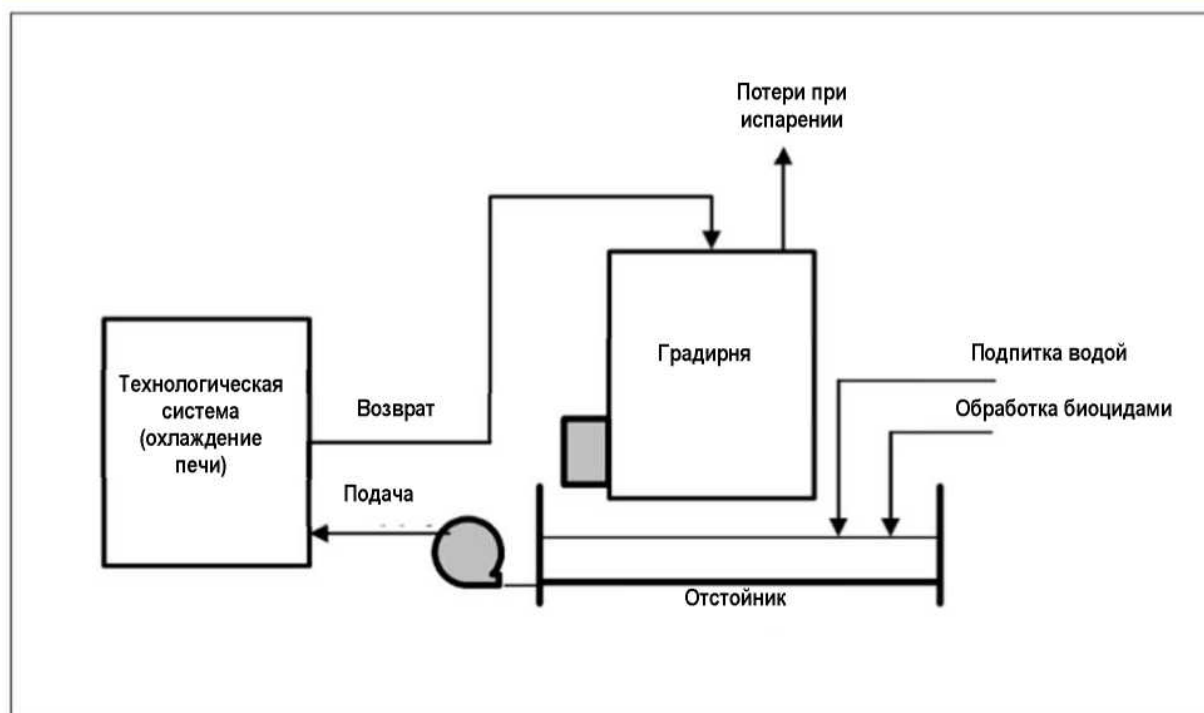 Потери при
испарении
Градирня
Подпитка водой
Обработка биоцидами
Технологическая
система
(охлаждение
печи)
Возврат
Подача
Отстойник